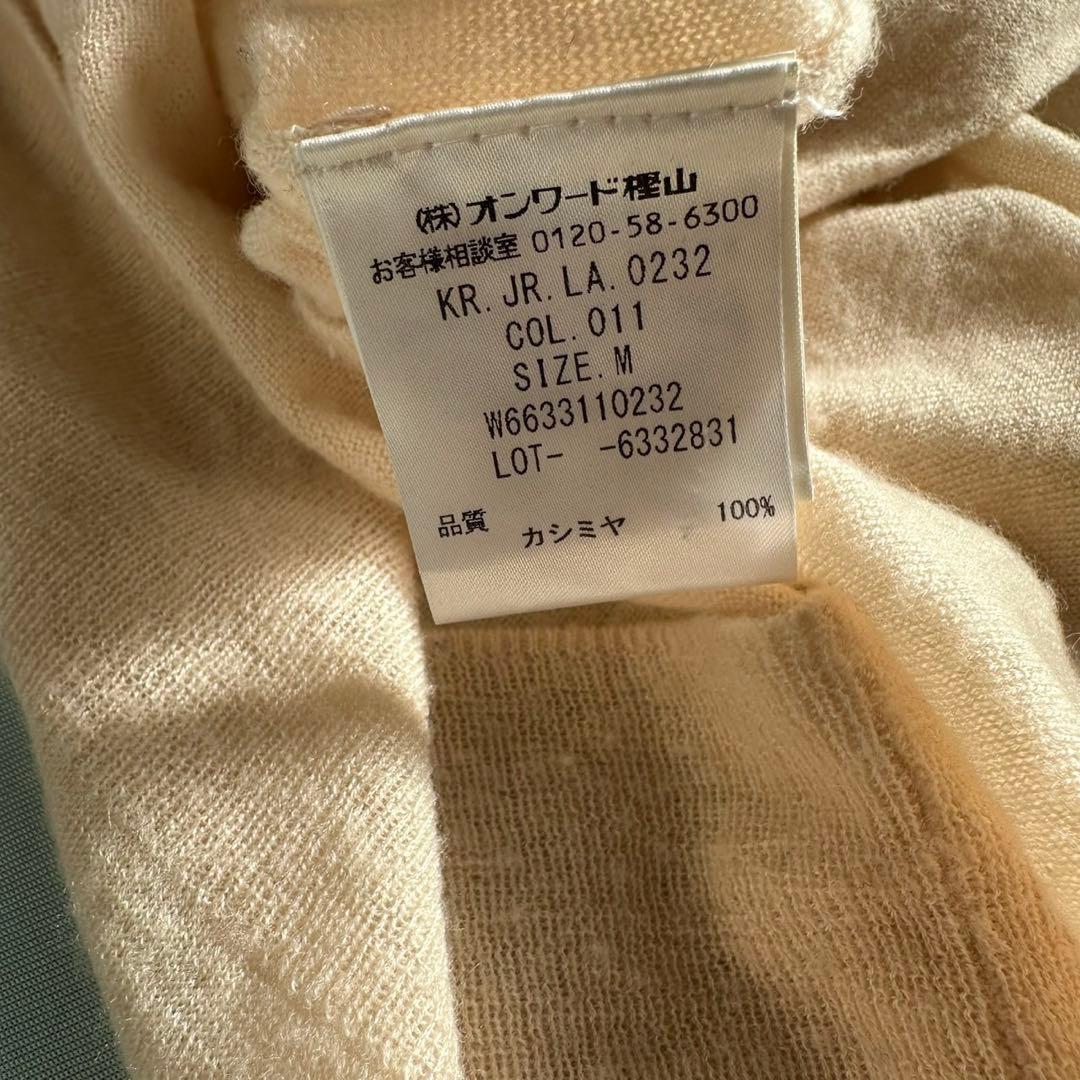 (株)オンワード樫山
お客様相談室 0120-58-6300
KR.JR.LA.0232
COL.011
SIZE.M
W6633110232
LOT- -6332831
品質 カシミヤ 100%